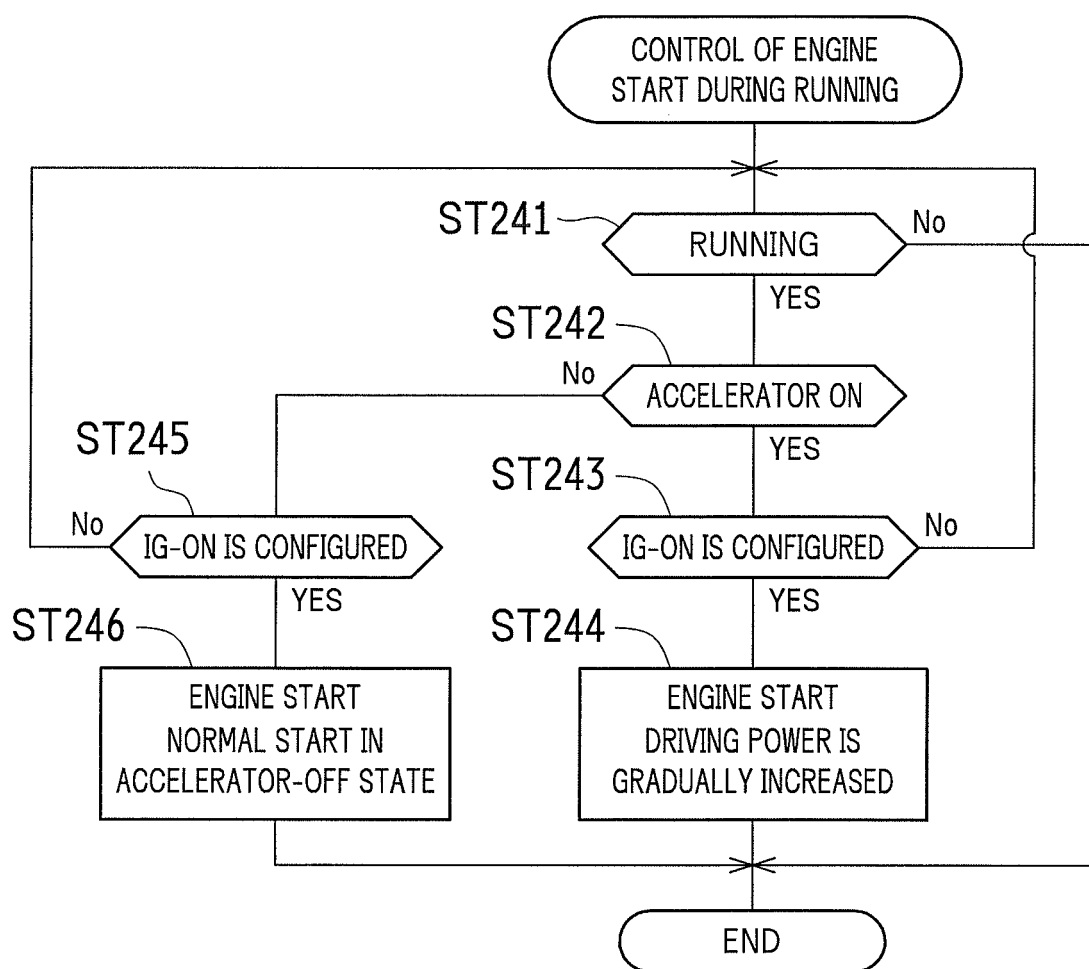 CONTROL OF ENGINE
START DURING RUNNING
ST241
RUNNING
No
YES
ST242
No
ACCELERATOR ON
YES
ST245
No
IG-ON IS CONFIGURED
YES
ST243
IG-ON IS CONFIGURED
No
YES
ST246
ENGINE START
NORMAL START IN
ACCELERATOR-OFF STATE
ST244
ENGINE START
DRIVING POWER IS
GRADUALLY INCREASED
END